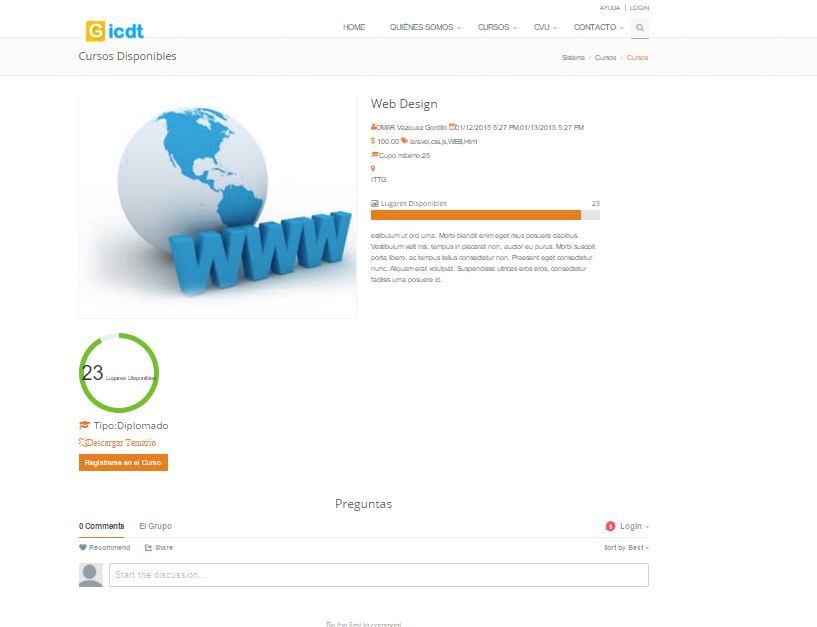 AYUDA | LOGIN
G icdt
HOME QUIÉNES SOMOS CURSOS CVU CONTACTO
Cursos Disponibles
Sistema / Cursos / Cursos
WWW
Web Design
OMAR Vazquez Gordillo 01/12/2015 5:27 PM,01/13/2015 5:27 PM
$ 100.00 laravel,css,js,WEB,Html
Cupo máximo:25
ITTG
Lugares Disponibles 23
estibulum ut orci urna. Morbi blandit enim eget risus posuere dapibus.
Vestibulum velit nisi, tempus in placerat non, auctor eu purus. Morbi suscipit
porta libero, ac tempus tellus consectetur non. Praesent eget consectetur
nunc. Aliquam erat volutpat. Suspendisse ultrices eros eros, consectetur
facilisis urna posuere id.
23 Lugares Disponibles
Tipo:Diplomado
Descargar Temario
Registrarse en el Curso
Preguntas
0 Comments El Grupo 1 Login
Recommend Share Sort by Best
Start the discussion...
Be the first to comment.